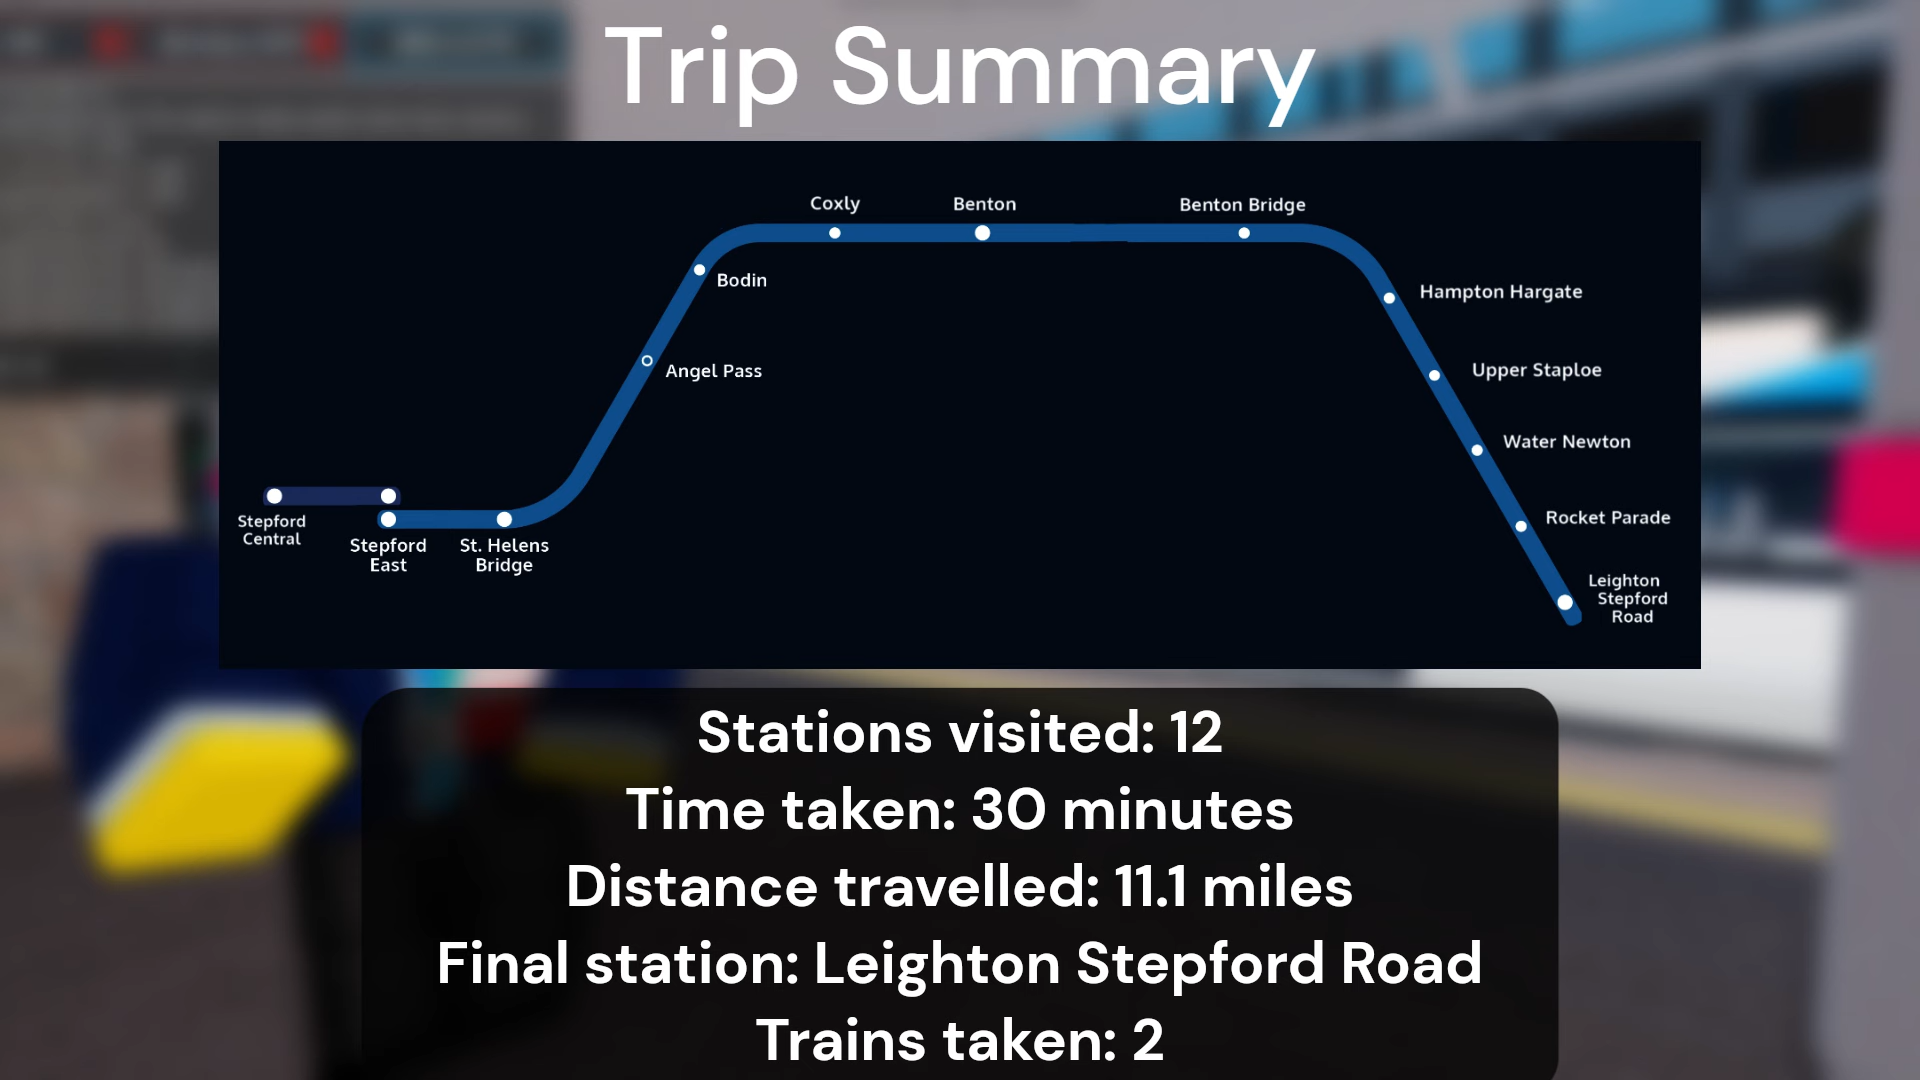 Trip Summary
Coxly
Benton
Benton Bridge
Bodin
Hampton Hargate
Angel Pass
Upper Staploe
Water Newton
Rocket Parade
Stepford
Central
Stepford
East
St. Helens
Bridge
Leighton
Stepford
Road
Stations visited: 12
Time taken: 30 minutes
Distance travelled: 11.1 miles
Final station: Leighton Stepford Road
Trains taken: 2